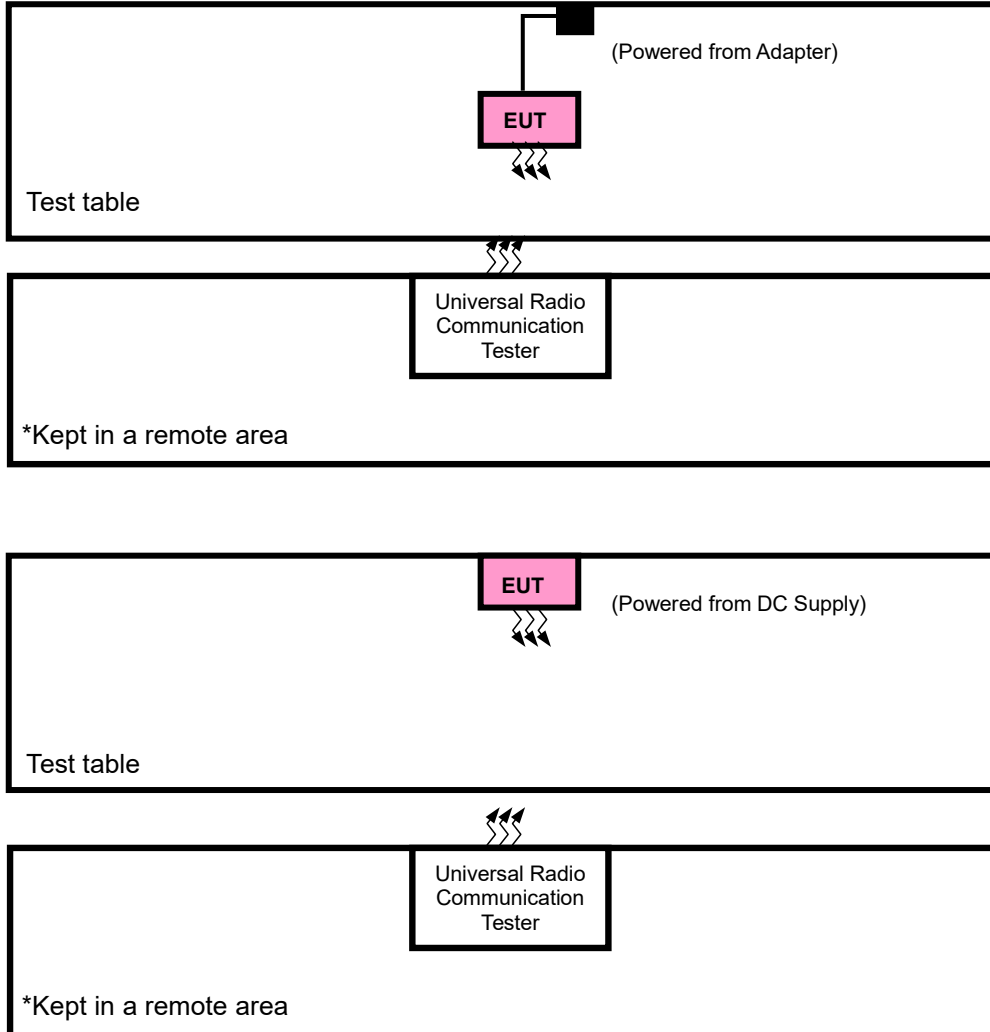 (Powered from Adapter)
EUT
Test table
Universal Radio
Communication
Tester
*Kept in a remote area
EUT
(Powered from DC Supply)
Test table
Universal Radio
Communication
Tester
*Kept in a remote area